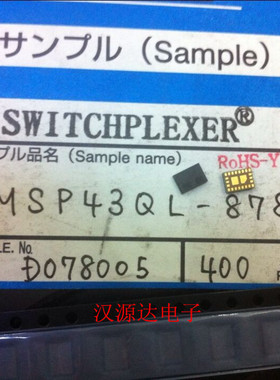 サンプル (Sample)
SWITCHPLEXER®
プル品名 (Sample name)
RoHS-Y
MSP43QL-878
E. No.
D078005
400
汉源达电子